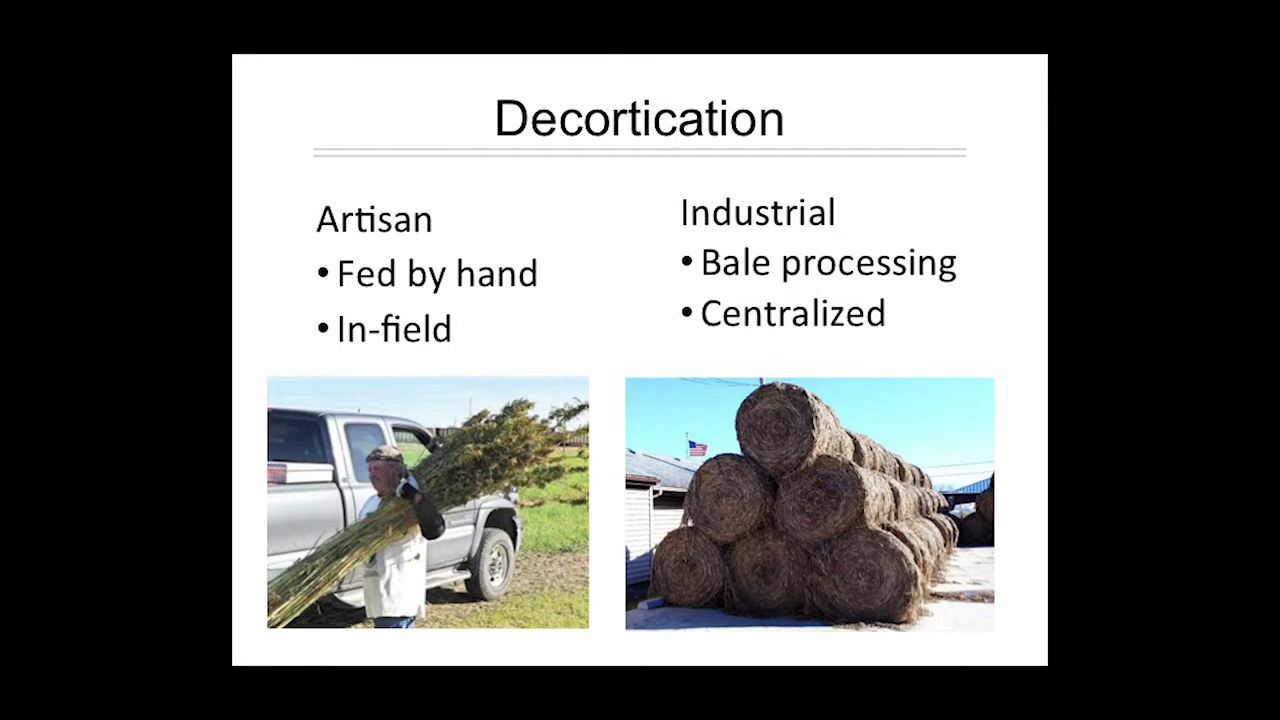 Decortication
Artisan
• Fed by hand
• In-field
Industrial
• Bale processing
• Centralized